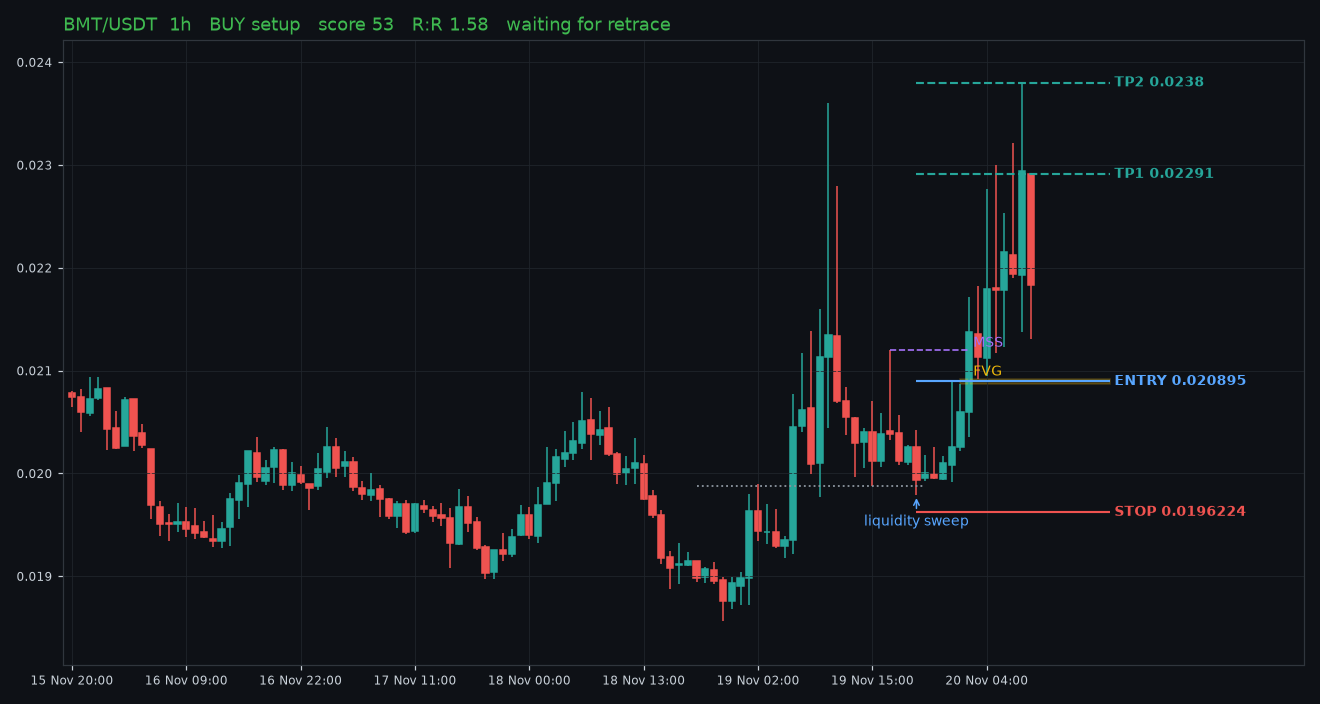 BMT/USDT 1h BUY setup score 53 R:R 1.58 waiting for retrace
0.024
TP2 0.0238
0.023
TP1 0.02291
0.022
MSS
0.021
FVG
ENTRY 0.020895
0.020
STOP 0.0196224
liquidity sweep
0.019
15 Nov 20:00 16 Nov 09:00 16 Nov 22:00 17 Nov 11:00 18 Nov 00:00 18 Nov 13:00 19 Nov 02:00 19 Nov 15:00 20 Nov 04:00